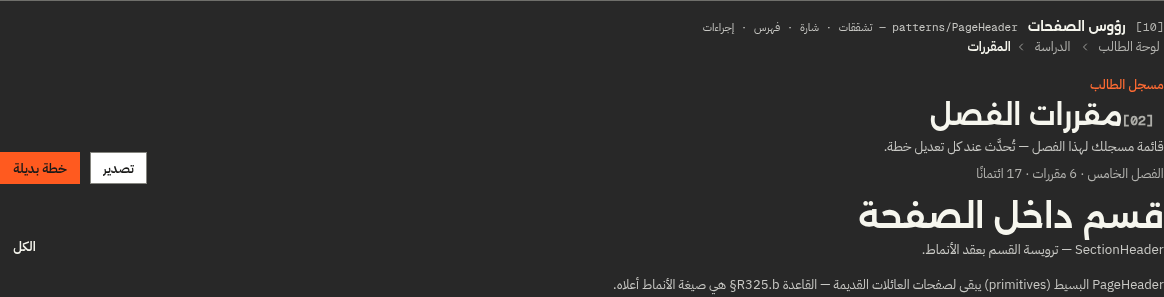 [10] رؤوس الصفحات patterns/PageHeader — تشققات · شارة · فهرس · إجراءات
لوحة الطالب › الدراسة › المقررات
مسجل الطالب
[02] مقررات الفصل
قائمة مسجلك لهذا الفصل — تُحدَّث عند كل تعديل خطة.
تصدير خطة بديلة
الفصل الخامس · 6 مقررات · 17 ائتمانًا
قسم داخل الصفحة
الكل
SectionHeader — ترويسة القسم بعقد الأنماط.
PageHeader البسيط (primitives) يبقى لصفحات العائلات القديمة — القاعدة §R325.b هي صيغة الأنماط أعلاه.